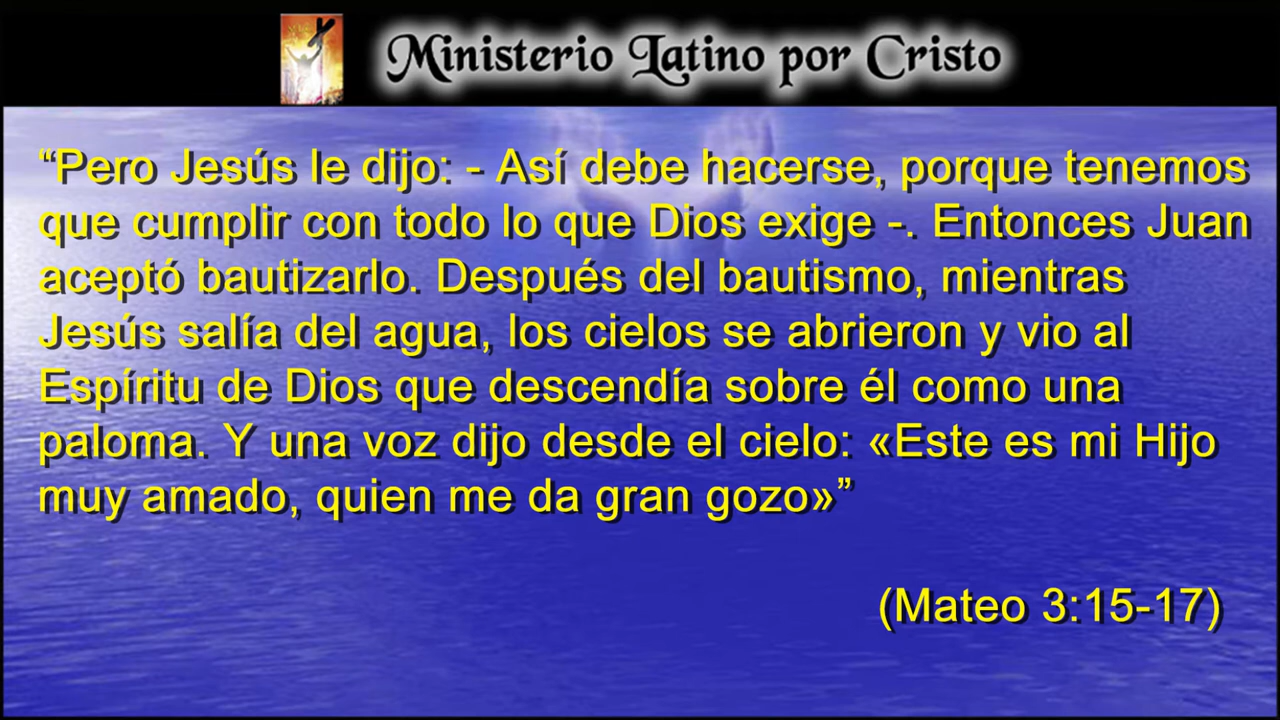 Ministerio Latino por Cristo
“Pero Jesús le dijo: - Así debe hacerse, porque tenemos
que cumplir con todo lo que Dios exige -. Entonces Juan
aceptó bautizarlo. Después del bautismo, mientras
Jesús salía del agua, los cielos se abrieron y vio al
Espíritu de Dios que descendía sobre él como una
paloma. Y una voz dijo desde el cielo: «Este es mi Hijo
muy amado, quien me da gran gozo»”
(Mateo 3:15-17)